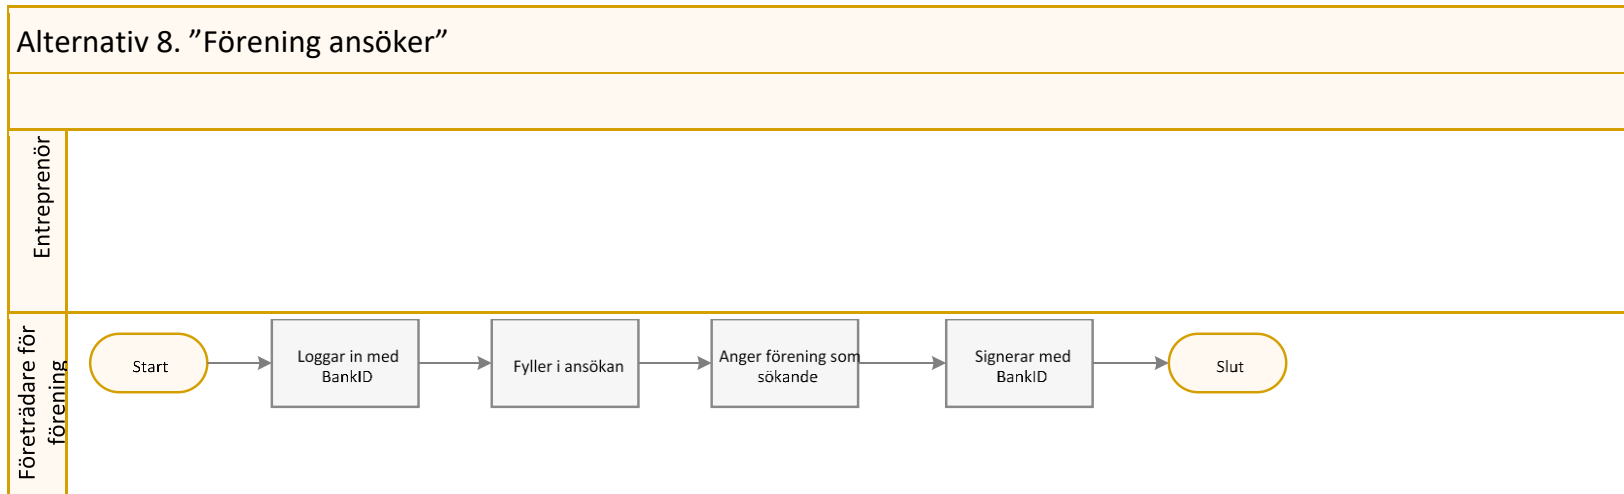 Alternativ 8. ”Förening ansöker”
Entreprenör
Företrädare för
förening
Start
Loggar in med
BankID
Fyller i ansökan
Anger förening som
sökande
Signerar med
BankID
Slut